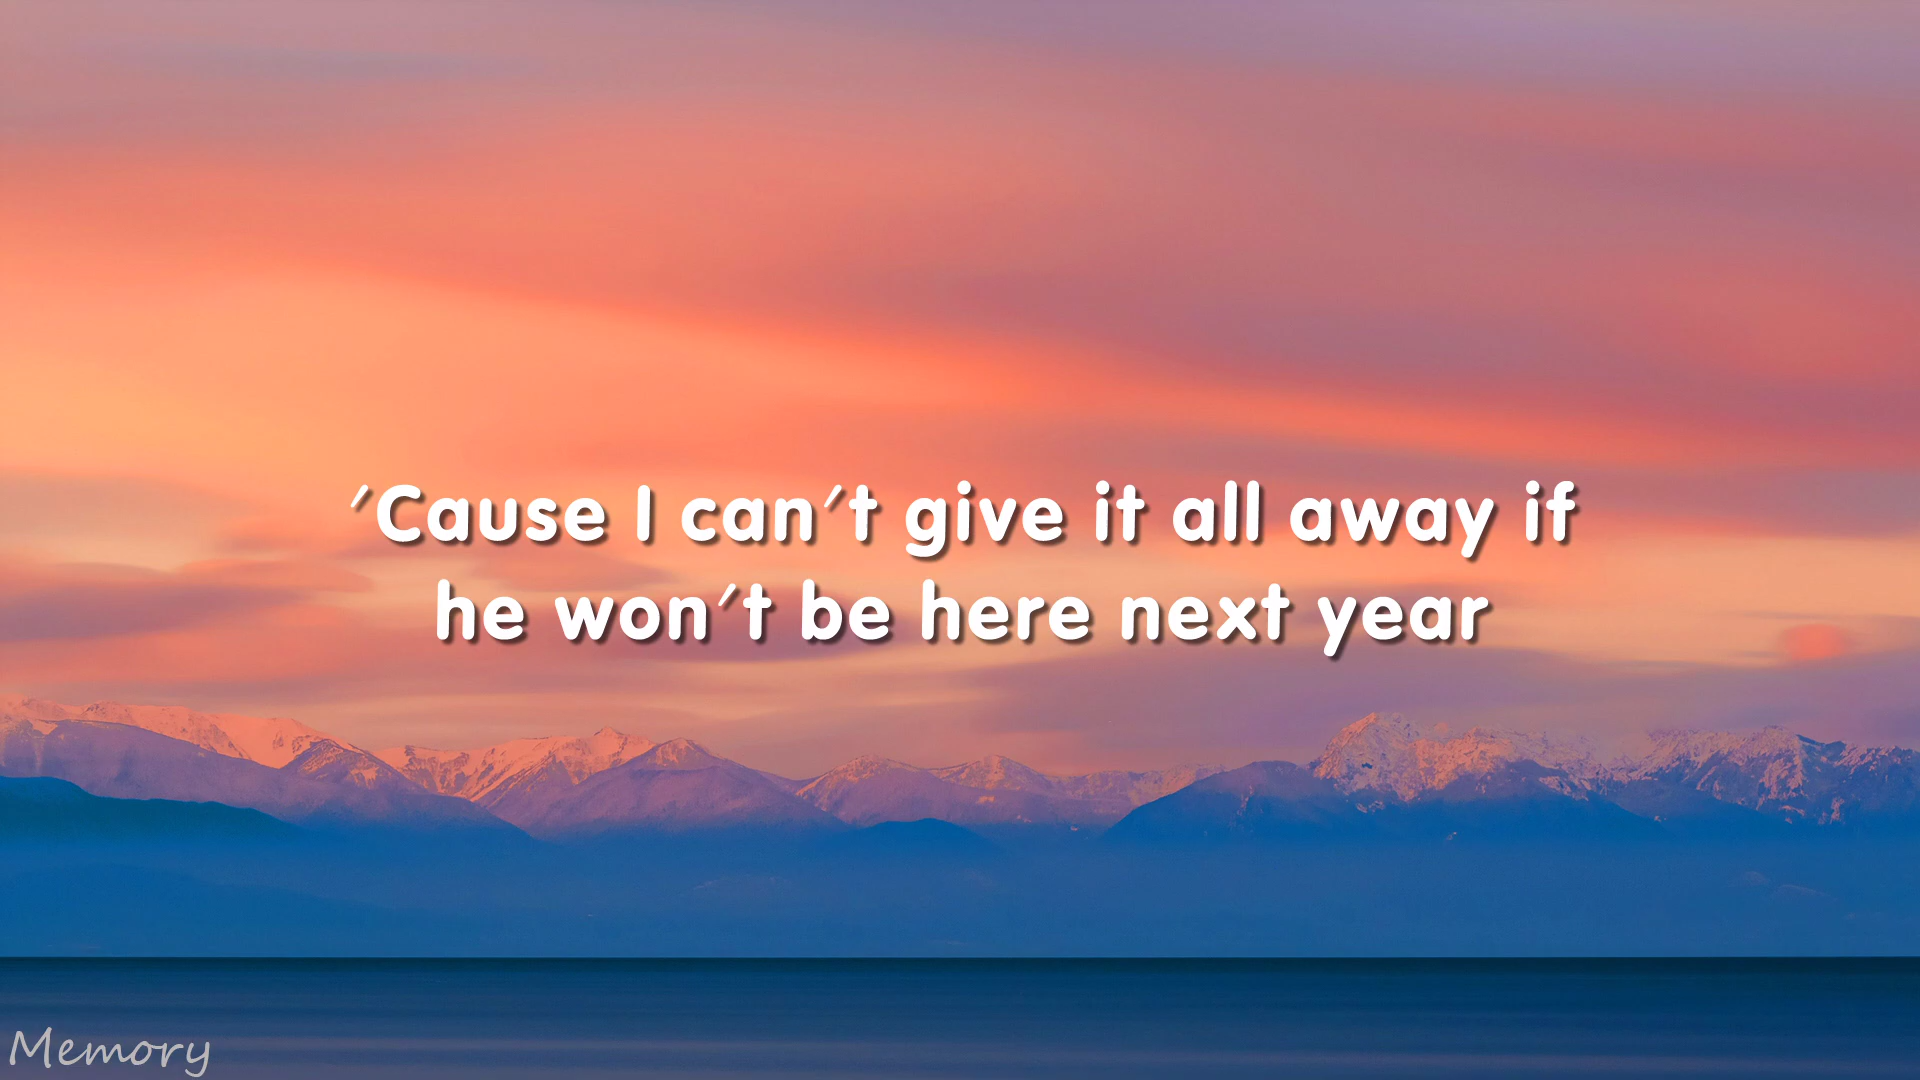 'Cause I can't give it all away if
he won't be here next year
Memory